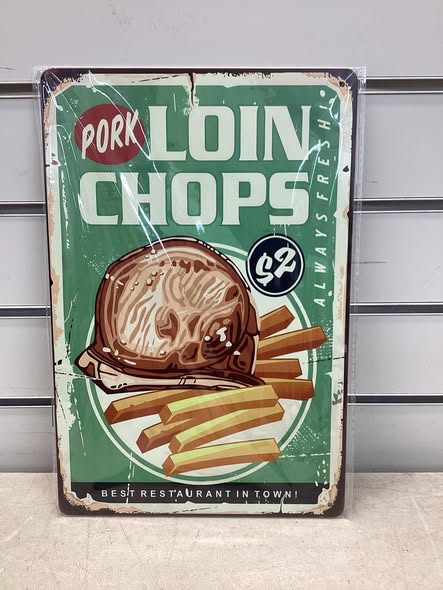 PORK
LOIN
CHOPS
$2
ALWAYS FRESH!
BEST RESTAURANT IN TOWN!